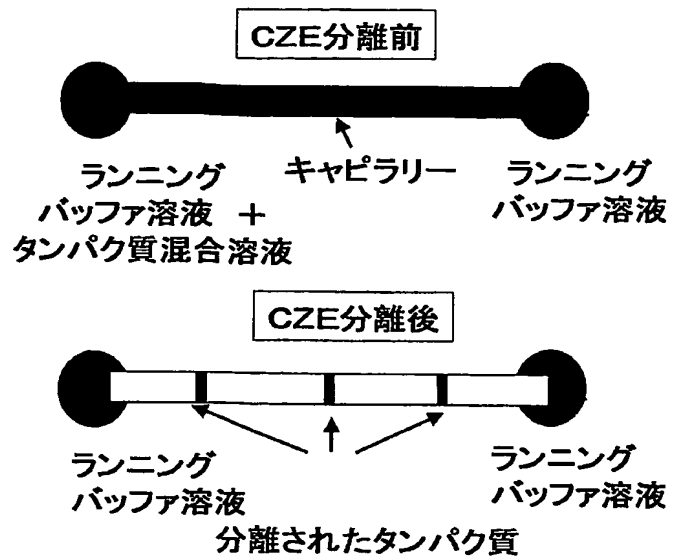 CZE分離前
キャピラリー
ランニング
バッファ溶液 +
タンパク質混合溶液
ランニング
バッファ溶液
CZE分離後
ランニング
バッファ溶液
ランニング
バッファ溶液
分離されたタンパク質